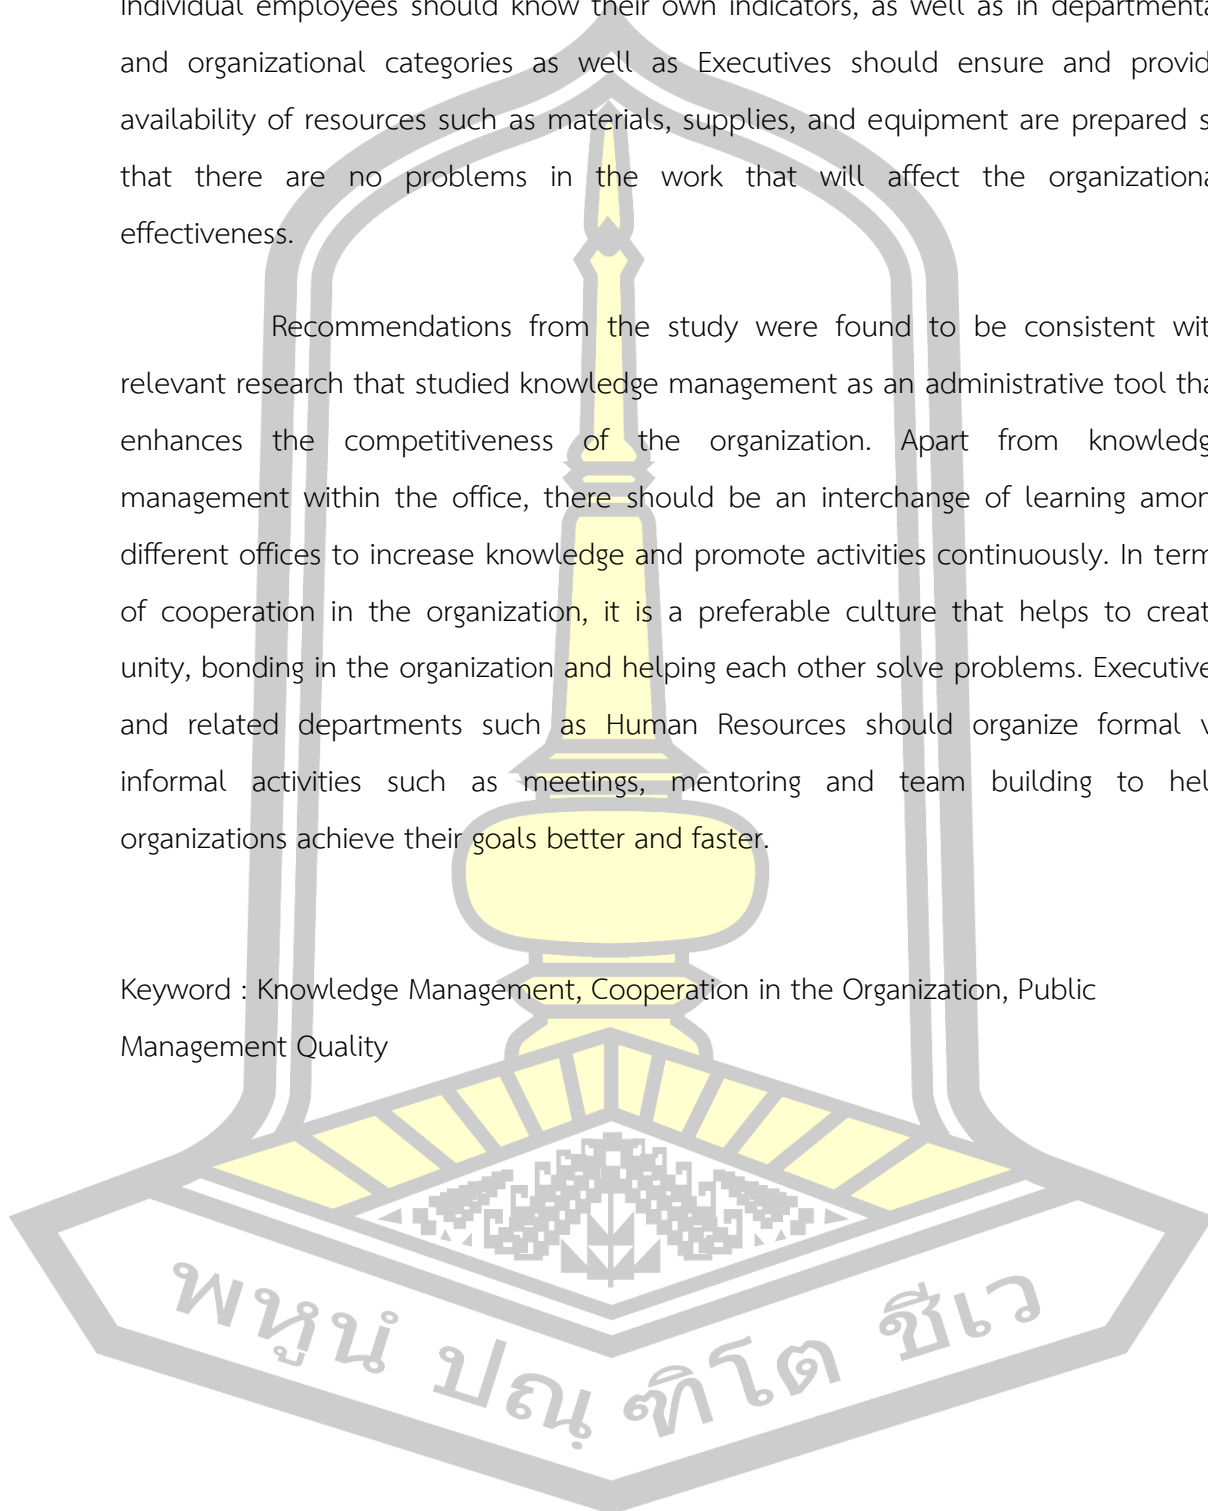 Individual employees should know their own indicators, as well as in departmenta
and organizational categories as well as Executives should ensure and provid
availability of resources such as materials, supplies, and equipment are prepared s
that there are no problems in the work that will affect the organizationa
effectiveness.
Recommendations from the study were found to be consistent wit
relevant research that studied knowledge management as an administrative tool tha
enhances the competitiveness of the organization. Apart from knowledg
management within the office, there should be an interchange of learning amon
different offices to increase knowledge and promote activities continuously. In term
of cooperation in the organization, it is a preferable culture that helps to creat
unity, bonding in the organization and helping each other solve problems. Executive
and related departments such as Human Resources should organize formal v
informal activities such as meetings, mentoring and team building to hel
organizations achieve their goals better and faster.
Keyword : Knowledge Management, Cooperation in the Organization, Public
Management Quality
พหูนํ ปณฺฑิโต ชีเว